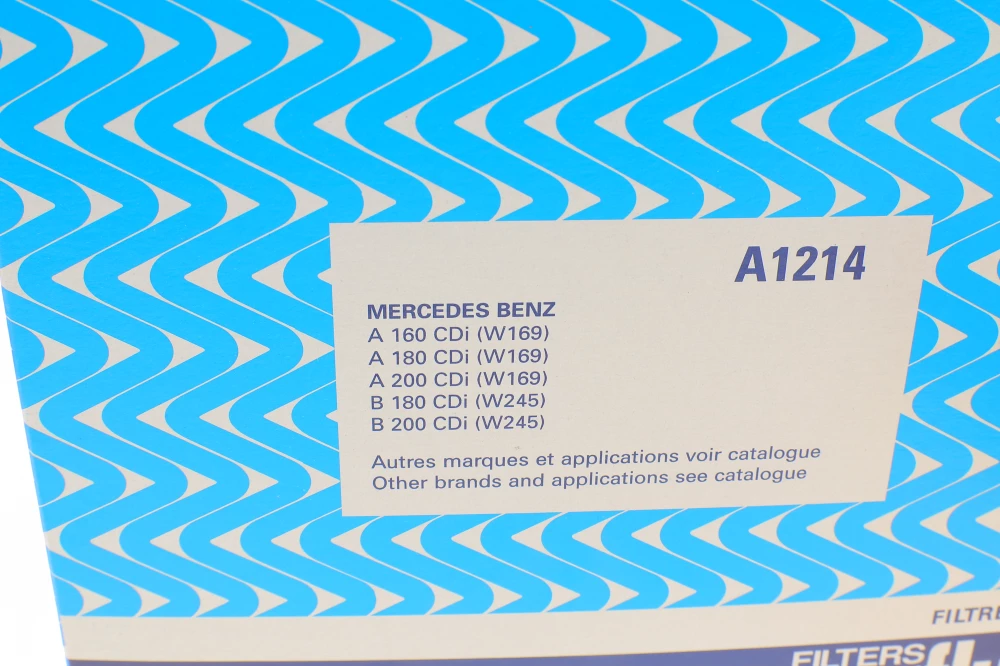 A1214
MERCEDES BENZ
A 160 CDi (W169)
A 180 CDi (W169)
A 200 CDi (W169)
B 180 CDi (W245)
B 200 CDi (W245)
Autres marques et applications voir catalogue
Other brands and applications see catalogue
FILTERS